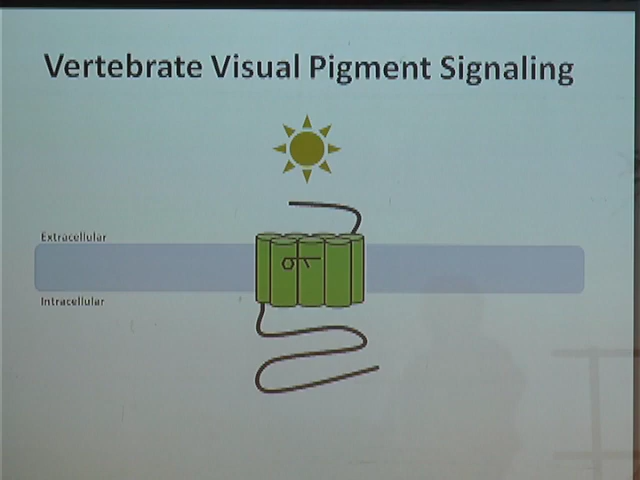 Vertebrate Visual Pigment Signaling
Extracellular
Intracellular